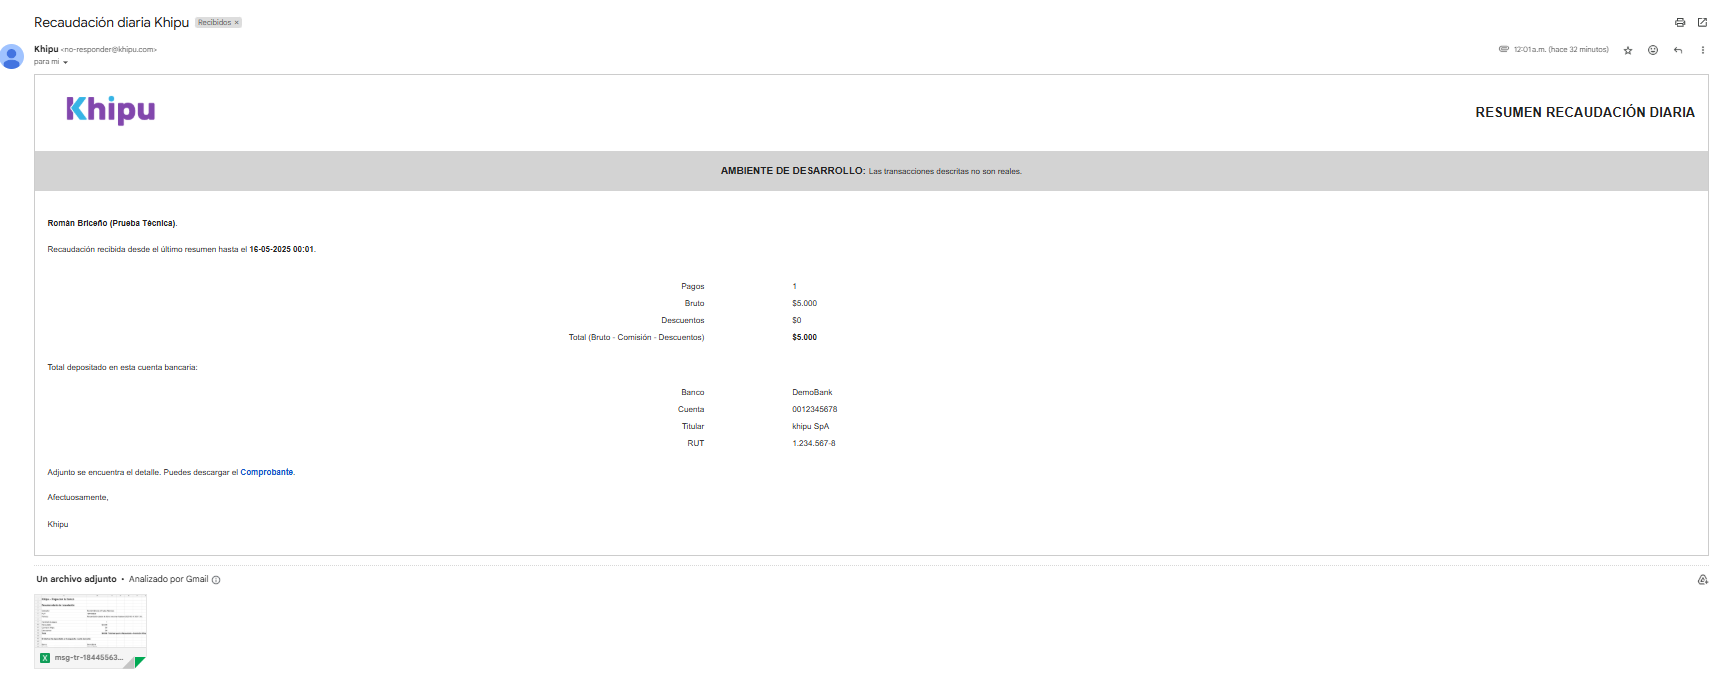 Recaudación diaria Khipu Recibidos ×
Khipu <no-responder@khipu.com> 12:01 a.m. (hace 32 minutos)
para mí
Khipu
RESUMEN RECAUDACIÓN DIARIA
AMBIENTE DE DESARROLLO: Las transacciones descritas no son reales.
Román Briceño (Prueba Técnica).
Recaudación recibida desde el último resumen hasta el 16-05-2025 00:01.
Pagos 1
Bruto $5.000
Descuentos $0
Total (Bruto - Comisión - Descuentos) $5.000
Total depositado en esta cuenta bancaria:
Banco DemoBank
Cuenta 0012345678
Titular khipu SpA
RUT 1.234.567-8
Adjunto se encuentra el detalle. Puedes descargar el Comprobante.
Afectuosamente,
Khipu
Un archivo adjunto • Analizado por Gmail
X msg-tr-18445563...